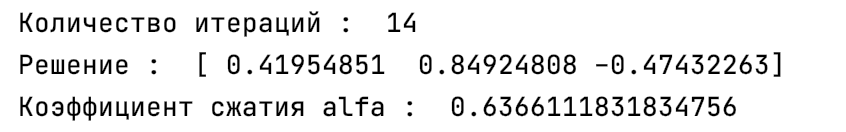 Количество итераций :  14
Решение :  [ 0.41954851  0.84924808 -0.47432263]
Коэффициент сжатия alfa :  0.6366111831834756